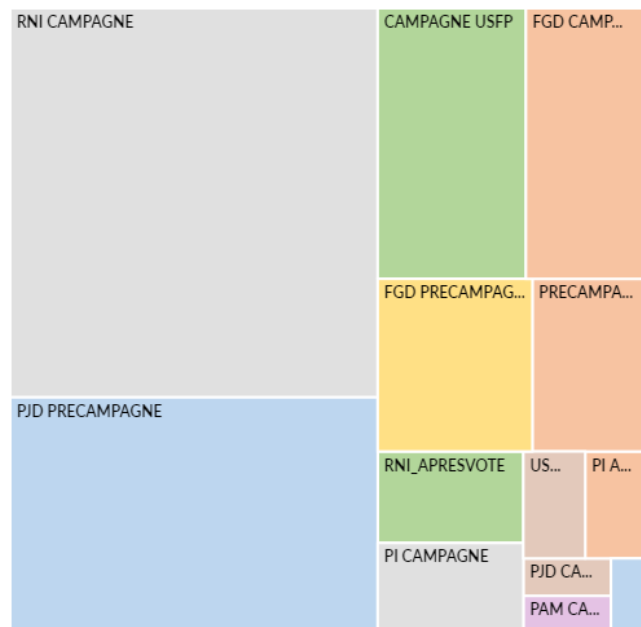 RNI CAMPAGNE
CAMPAGNE USFP
FGD CAMP...
FGD PRECAMPAG...
PRECAMPA...
PJD PRECAMPAGNE
RNI_APRESVOTE
US...
PI A...
PI CAMPAGNE
PJD CA...
PAM CA...